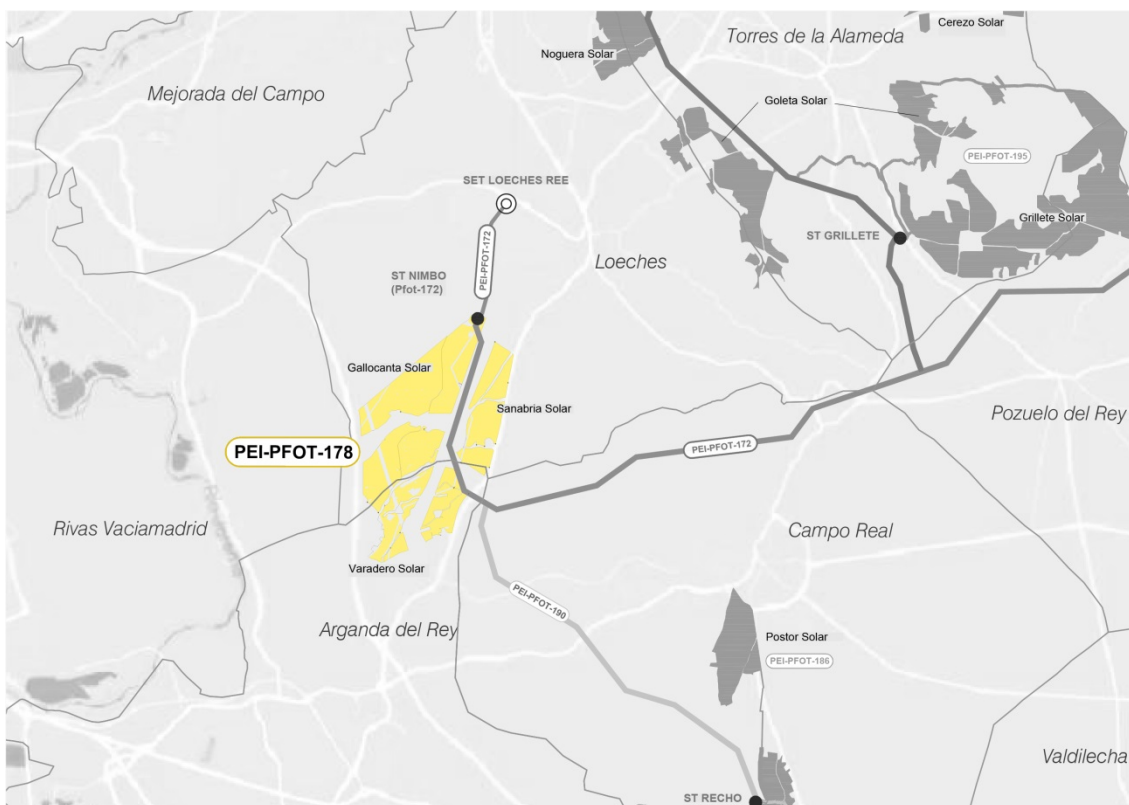 Cerezo Solar
Torres de la Alameda
Noguera Solar
Mejorada del Campo
Goleta Solar
PEI-PFOT-195
SET LOECHES REE
Grillete Solar
ST GRILLETE
PEI-PFOT-172
Loeches
ST NIMBO
(Pfot-172)
Gallocanta Solar
Sanabria Solar
Pozuelo del Rey
PEI-PFOT-178
PEI-PFOT-172
Rivas Vaciamadrid
Campo Real
Varadero Solar
PEI-PFOT-190
Arganda del Rey
Postor Solar
PEI-PFOT-186
Valdilecha
ST RECHO